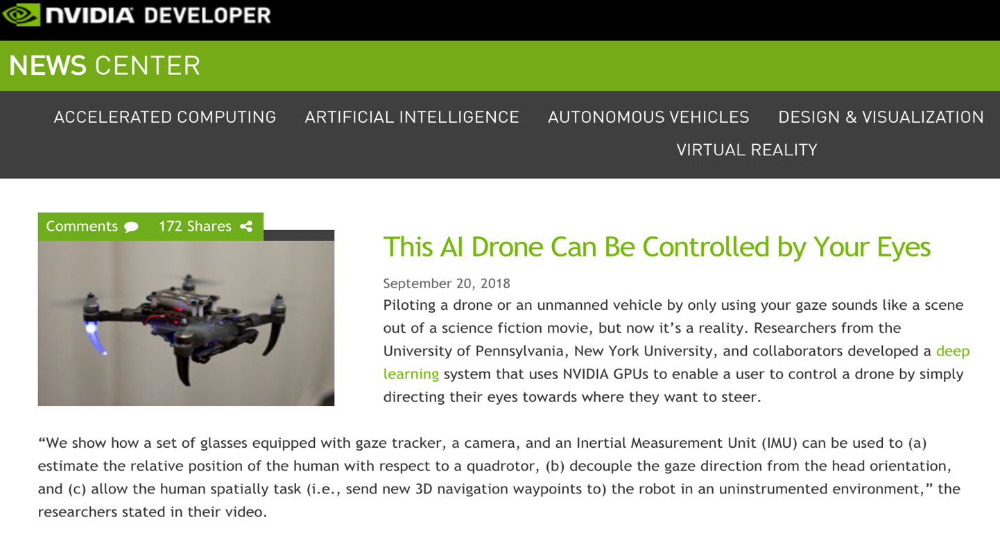 NVIDIA DEVELOPER
NEWS CENTER
ACCELERATED COMPUTING ARTIFICIAL INTELLIGENCE AUTONOMOUS VEHICLES DESIGN & VISUALIZATION
VIRTUAL REALITY
Comments 172 Shares
This AI Drone Can Be Controlled by Your Eyes
September 20, 2018
Piloting a drone or an unmanned vehicle by only using your gaze sounds like a scene
out of a science fiction movie, but now it’s a reality. Researchers from the
University of Pennsylvania, New York University, and collaborators developed a deep
learning system that uses NVIDIA GPUs to enable a user to control a drone by simply
directing their eyes towards where they want to steer.
“We show how a set of glasses equipped with gaze tracker, a camera, and an Inertial Measurement Unit (IMU) can be used to (a)
estimate the relative position of the human with respect to a quadrotor, (b) decouple the gaze direction from the head orientation,
and (c) allow the human spatially task (i.e., send new 3D navigation waypoints to) the robot in an uninstrumented environment,” the
researchers stated in their video.